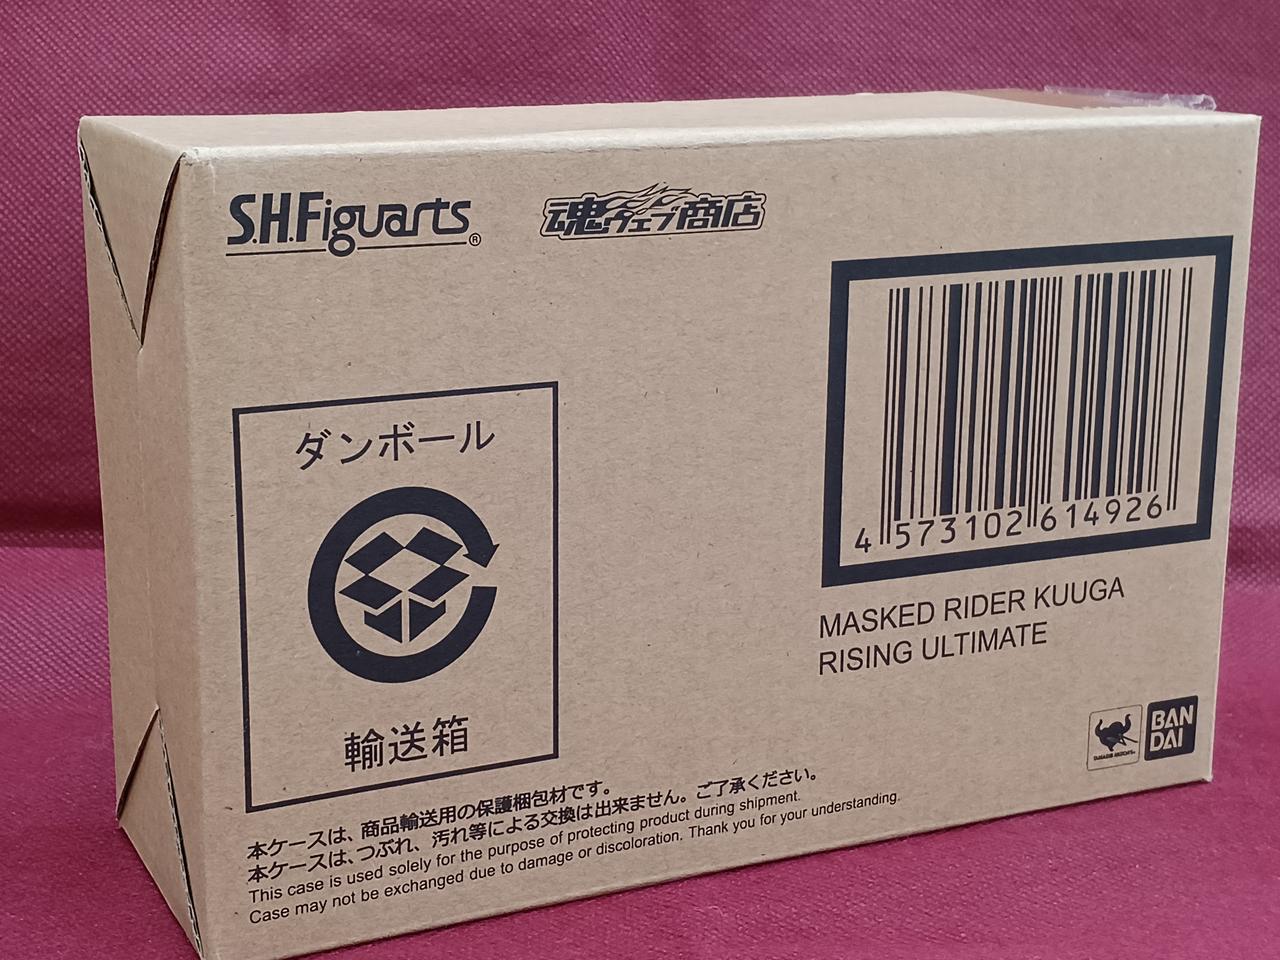 S.H.Figuarts®
魂ウェブ商店
4 573102 614926
MASKED RIDER KUUGA
RISING ULTIMATE
ダンボール
輸送箱
BAN
DAI
本ケースは、商品輸送用の保護梱包材です。
本ケースは、つぶれ、汚れ等による交換は出来ません。ご了承ください。
This case is used solely for the purpose of protecting product during shipment.
Case may not be exchanged due to damage or discoloration. Thank you for your understanding.